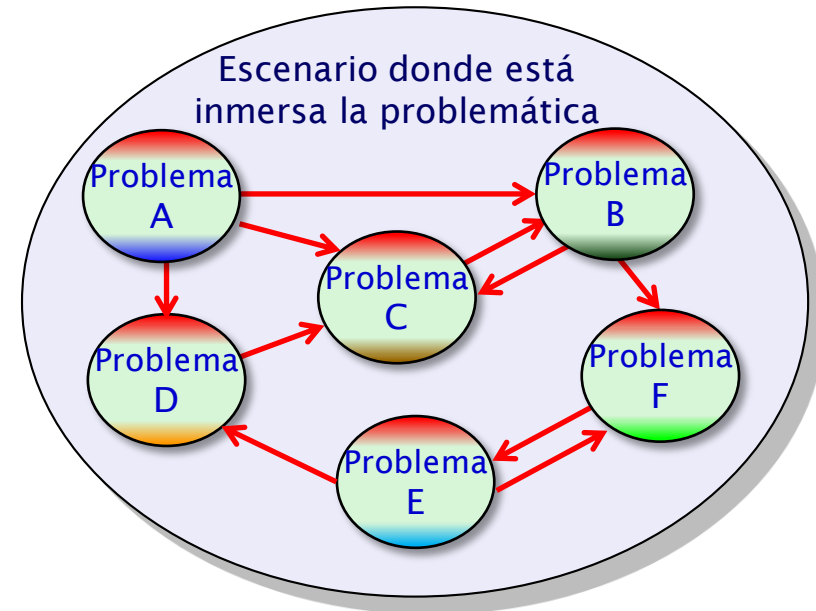 Escenario donde está
inmersa la problemática
Problema
A
Problema
B
Problema
C
Problema
D
Problema
F
Problema
E